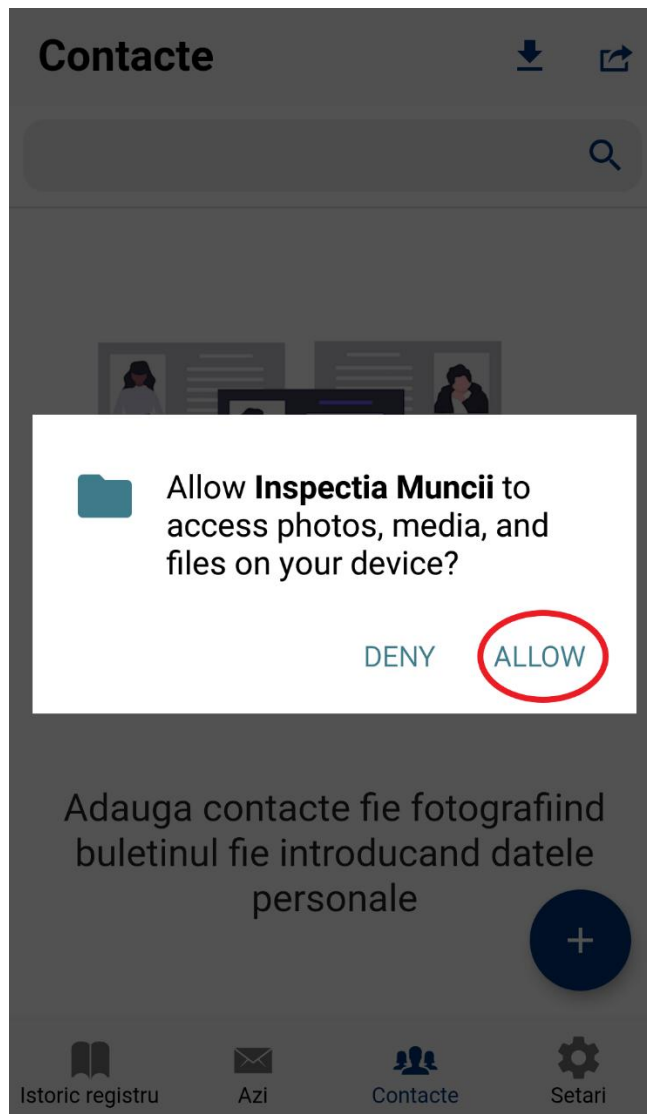 Contacte
Allow Inspectia Muncii to
access photos, media, and
files on your device?
DENY ALLOW
Adauga contacte fie fotografiind
buletinul fie introducand datele
personale
+
Istoric registru Azi Contacte Setari